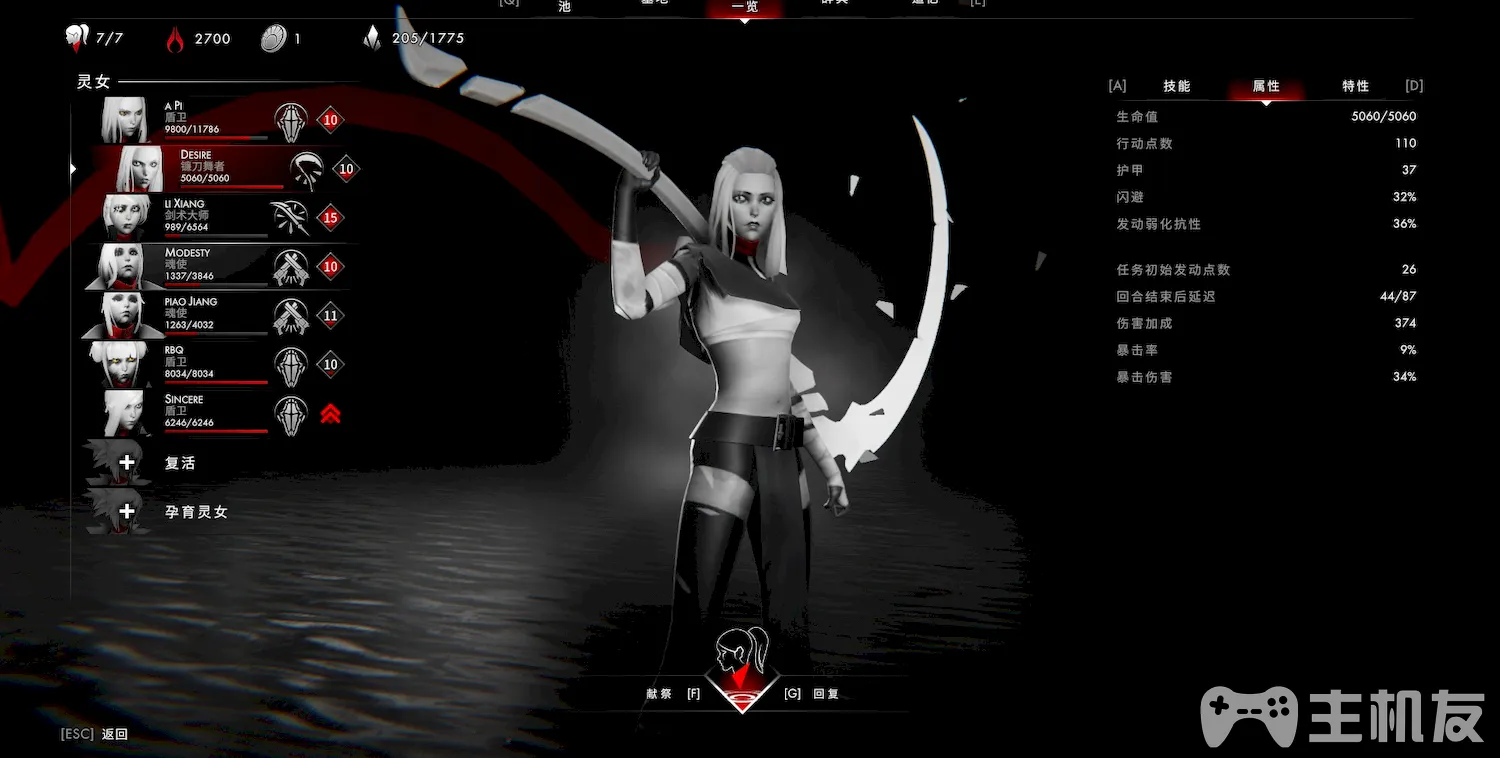 [Q] 池 基地 一览 辞典 追忆 [E]
7/7 2700 1 205/1775
灵女
A PI
盾卫
9800/11786
10
DESIRE
镰刀舞者
5060/5060
10
LI XIANG
剑术大师
989/6564
15
MODESTY
魂使
1337/3846
10
PIAO JIANG
魂使
1263/4032
11
RBQ
盾卫
8034/8034
10
SINCERE
盾卫
6246/6246
复活
孕育灵女
[A] 技能 属性 特性 [D]
生命值 5060/5060
行动点数 110
护甲 37
闪避 32%
发动弱化抗性 36%
任务初始发动点数 26
回合结束后延迟 44/87
伤害加成 374
暴击率 9%
暴击伤害 34%
献祭 [F] [G] 回复
[ESC] 返回
主机友